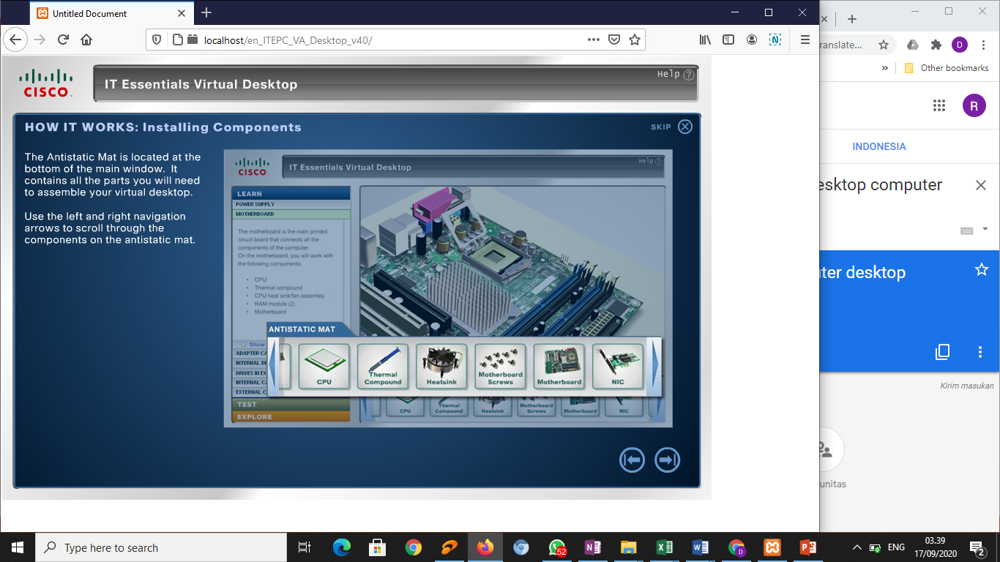 Untitled Document
localhost/en_ITEPC_VA_Desktop_v40/
ranslate...
Other bookmarks
CISCO
IT Essentials Virtual Desktop
Help ?
HOW IT WORKS: Installing Components
SKIP
The Antistatic Mat is located at the
bottom of the main window. It
contains all the parts you will need
to assemble your virtual desktop.
Use the left and right navigation
arrows to scroll through the
components on the antistatic mat.
CISCO
IT Essentials Virtual Desktop
Help ?
LEARN
POWER SUPPLY
MOTHERBOARD
The motherboard is the main printed
circuit board that connects all the
components of the computer.
On the motherboard, you will work with
the following components:
• CPU
• Thermal compound
• CPU heat sink/fan assembly
• RAM module (2)
• Motherboard
Show
ADAPTER CA
INTERNAL DR
DRIVES IN EX
INTERNAL CA
EXTERNAL C
TEST
EXPLORE
ANTISTATIC MAT
CPU
Thermal
Compound
Heatsink
Motherboard
Screws
Motherboard
NIC
CPU
Thermal
Compound
Heatsink
Motherboard
Screws
Motherboard
NIC
D
R
INDONESIA
esktop computer
uter desktop
Kirim masukan
unitas
Type here to search
52
N
X
W
D
P
ENG
03.39
17/09/2020
2